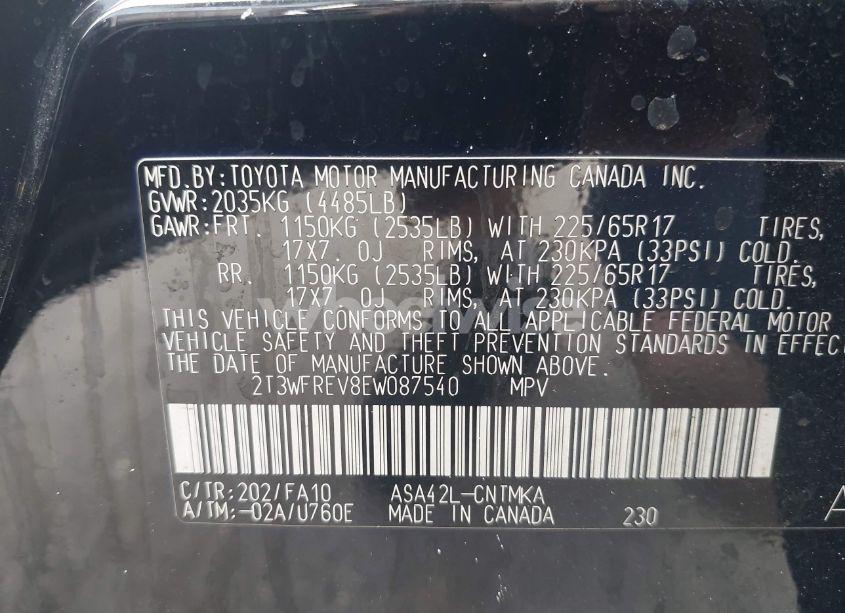 MFD.BY:TOYOTA MOTOR MANUFACTURING CANADA INC.
GVWR:2035KG (4485LB)
GAWR:FRT. 1150KG (2535LB) WITH 225/65R17 TIRES,
17X7. 0J RIMS, AT 230KPA (33PSI) COLD.
RR. 1150KG (2535LB) WITH 225/65R17 TIRES,
17X7. 0J RIMS, AT 230KPA (33PSI) COLD.
THIS VEHICLE CONFORMS TO ALL APPLICABLE FEDERAL MOTOR
VEHICLE SAFETY AND THEFT PREVENTION STANDARDS IN EFFECT
THE DATE OF MANUFACTURE SHOWN ABOVE.
2T3WFREV8EW087540 MPV
C/TR:202/FA10 ASA42L-CNTMKA
A/TM:-02A/U760E MADE IN CANADA 230